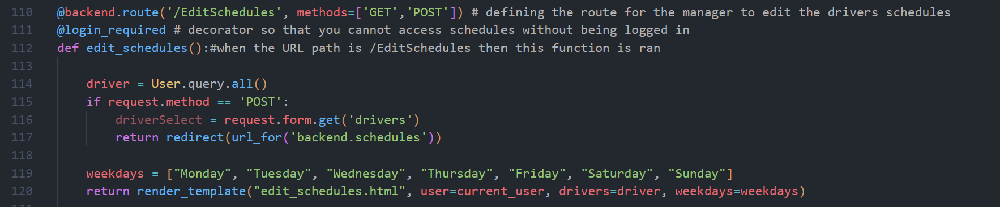 110 @backend.route('/EditSchedules', methods=['GET','POST']) # defining the route for the manager to edit the drivers schedules
111 @login_required # decorator so that you cannot access schedules without being logged in
112 def edit_schedules():#when the URL path is /EditSchedules then this function is ran
113
114     driver = User.query.all()
115     if request.method == 'POST':
116         driverSelect = request.form.get('drivers')
117         return redirect(url_for('backend.schedules'))
118
119     weekdays = ["Monday", "Tuesday", "Wednesday", "Thursday", "Friday", "Saturday", "Sunday"]
120     return render_template("edit_schedules.html", user=current_user, drivers=driver, weekdays=weekdays)